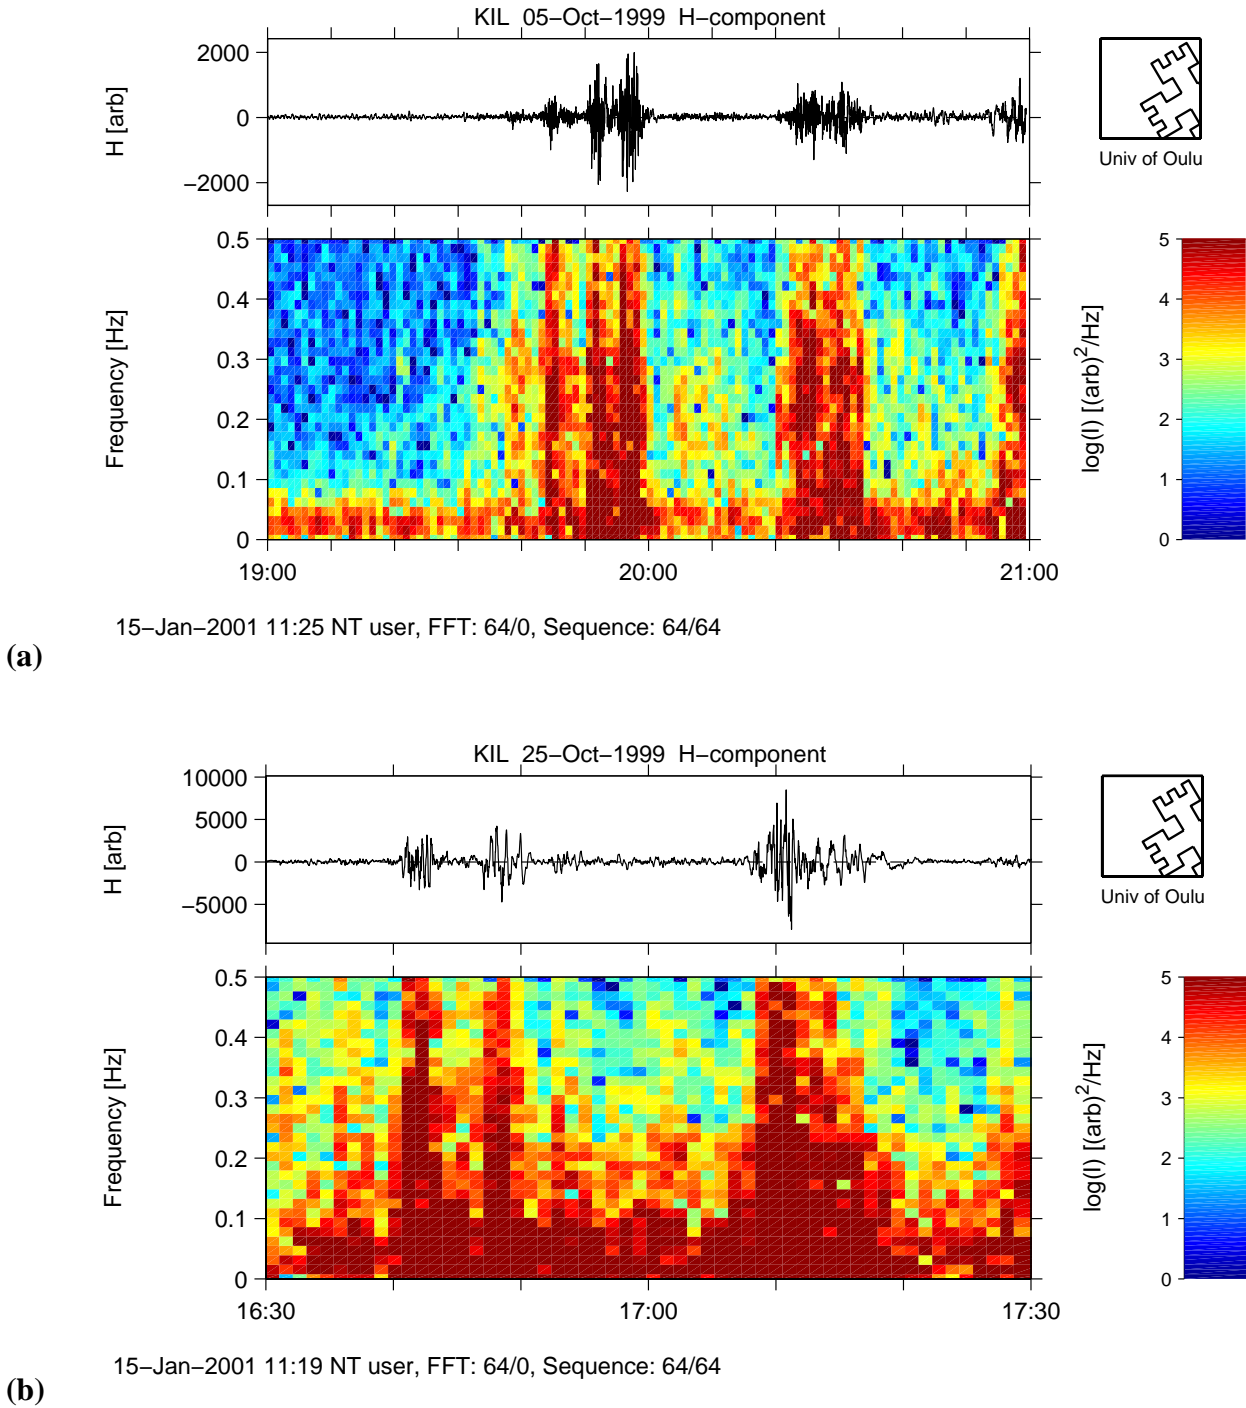 KIL 05−Oct−1999 H−component
2000
0
−2000
H [arb]
Univ of Oulu
0.5
0.4
0.3
0.2
0.1
0
Frequency [Hz]
19:00 20:00 21:00
5
4
3
2
1
0
log(I) [(arb)^2/Hz]
15−Jan−2001 11:25 NT user, FFT: 64/0, Sequence: 64/64
(a)
KIL 25−Oct−1999 H−component
10000
5000
0
−5000
H [arb]
Univ of Oulu
0.5
0.4
0.3
0.2
0.1
0
Frequency [Hz]
16:30 17:00 17:30
5
4
3
2
1
0
log(I) [(arb)^2/Hz]
15−Jan−2001 11:19 NT user, FFT: 64/0, Sequence: 64/64
(b)